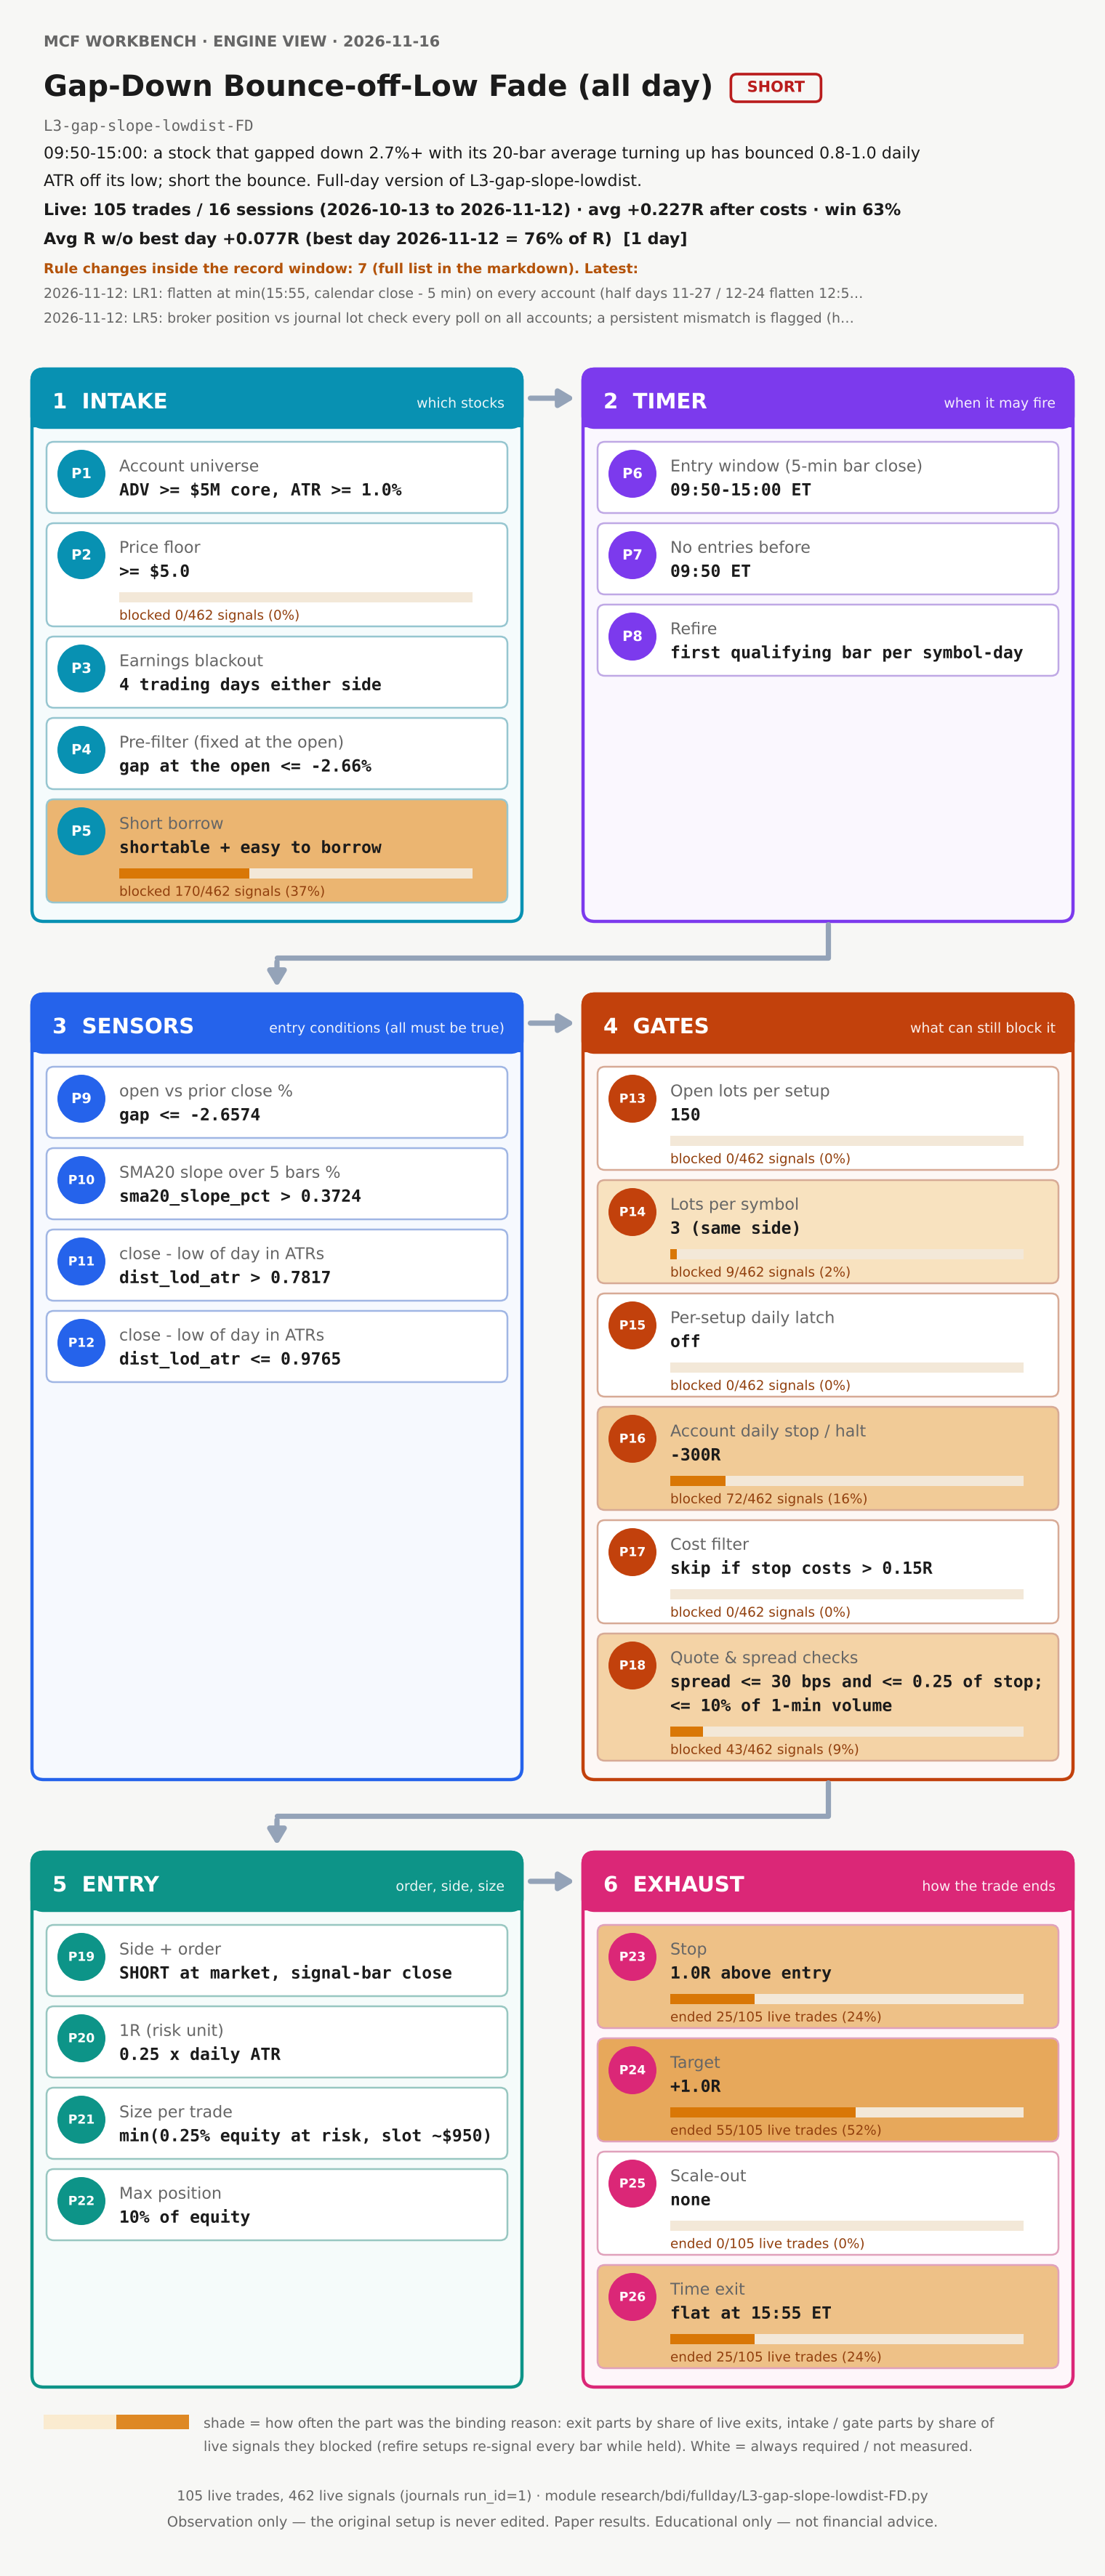 MCF WORKBENCH · ENGINE VIEW · 2026-11-16
Gap-Down Bounce-off-Low Fade (all day)
SHORT
L3-gap-slope-lowdist-FD
09:50-15:00: a stock that gapped down 2.7%+ with its 20-bar average turning up has bounced 0.8-1.0 daily
ATR off its low; short the bounce. Full-day version of L3-gap-slope-lowdist.
Live: 105 trades / 16 sessions (2026-10-13 to 2026-11-12) · avg +0.227R after costs · win 63%
Avg R w/o best day +0.077R (best day 2026-11-12 = 76% of R)  [1 day]
Rule changes inside the record window: 7 (full list in the markdown). Latest:
2026-11-12: LR1: flatten at min(15:55, calendar close - 5 min) on every account (half days 11-27 / 12-24 flatten 12:5...
2026-11-12: LR5: broker position vs journal lot check every poll on all accounts; a persistent mismatch is flagged (h...
1 INTAKE
which stocks
P1
Account universe
ADV >= $5M core, ATR >= 1.0%
P2
Price floor
>= $5.0
blocked 0/462 signals (0%)
P3
Earnings blackout
4 trading days either side
P4
Pre-filter (fixed at the open)
gap at the open <= -2.66%
P5
Short borrow
shortable + easy to borrow
blocked 170/462 signals (37%)
2 TIMER
when it may fire
P6
Entry window (5-min bar close)
09:50-15:00 ET
P7
No entries before
09:50 ET
P8
Refire
first qualifying bar per symbol-day
3 SENSORS
entry conditions (all must be true)
P9
open vs prior close %
gap <= -2.6574
P10
SMA20 slope over 5 bars %
sma20_slope_pct > 0.3724
P11
close - low of day in ATRs
dist_lod_atr > 0.7817
P12
close - low of day in ATRs
dist_lod_atr <= 0.9765
4 GATES
what can still block it
P13
Open lots per setup
150
blocked 0/462 signals (0%)
P14
Lots per symbol
3 (same side)
blocked 9/462 signals (2%)
P15
Per-setup daily latch
off
blocked 0/462 signals (0%)
P16
Account daily stop / halt
-300R
blocked 72/462 signals (16%)
P17
Cost filter
skip if stop costs > 0.15R
blocked 0/462 signals (0%)
P18
Quote & spread checks
spread <= 30 bps and <= 0.25 of stop;
<= 10% of 1-min volume
blocked 43/462 signals (9%)
5 ENTRY
order, side, size
P19
Side + order
SHORT at market, signal-bar close
P20
1R (risk unit)
0.25 x daily ATR
P21
Size per trade
min(0.25% equity at risk, slot ~$950)
P22
Max position
10% of equity
6 EXHAUST
how the trade ends
P23
Stop
1.0R above entry
ended 25/105 live trades (24%)
P24
Target
+1.0R
ended 55/105 live trades (52%)
P25
Scale-out
none
ended 0/105 live trades (0%)
P26
Time exit
flat at 15:55 ET
ended 25/105 live trades (24%)
shade = how often the part was the binding reason: exit parts by share of live exits, intake / gate parts by share of
live signals they blocked (refire setups re-signal every bar while held). White = always required / not measured.
105 live trades, 462 live signals (journals run_id=1) · module research/bdi/fullday/L3-gap-slope-lowdist-FD.py
Observation only — the original setup is never edited. Paper results. Educational only — not financial advice.